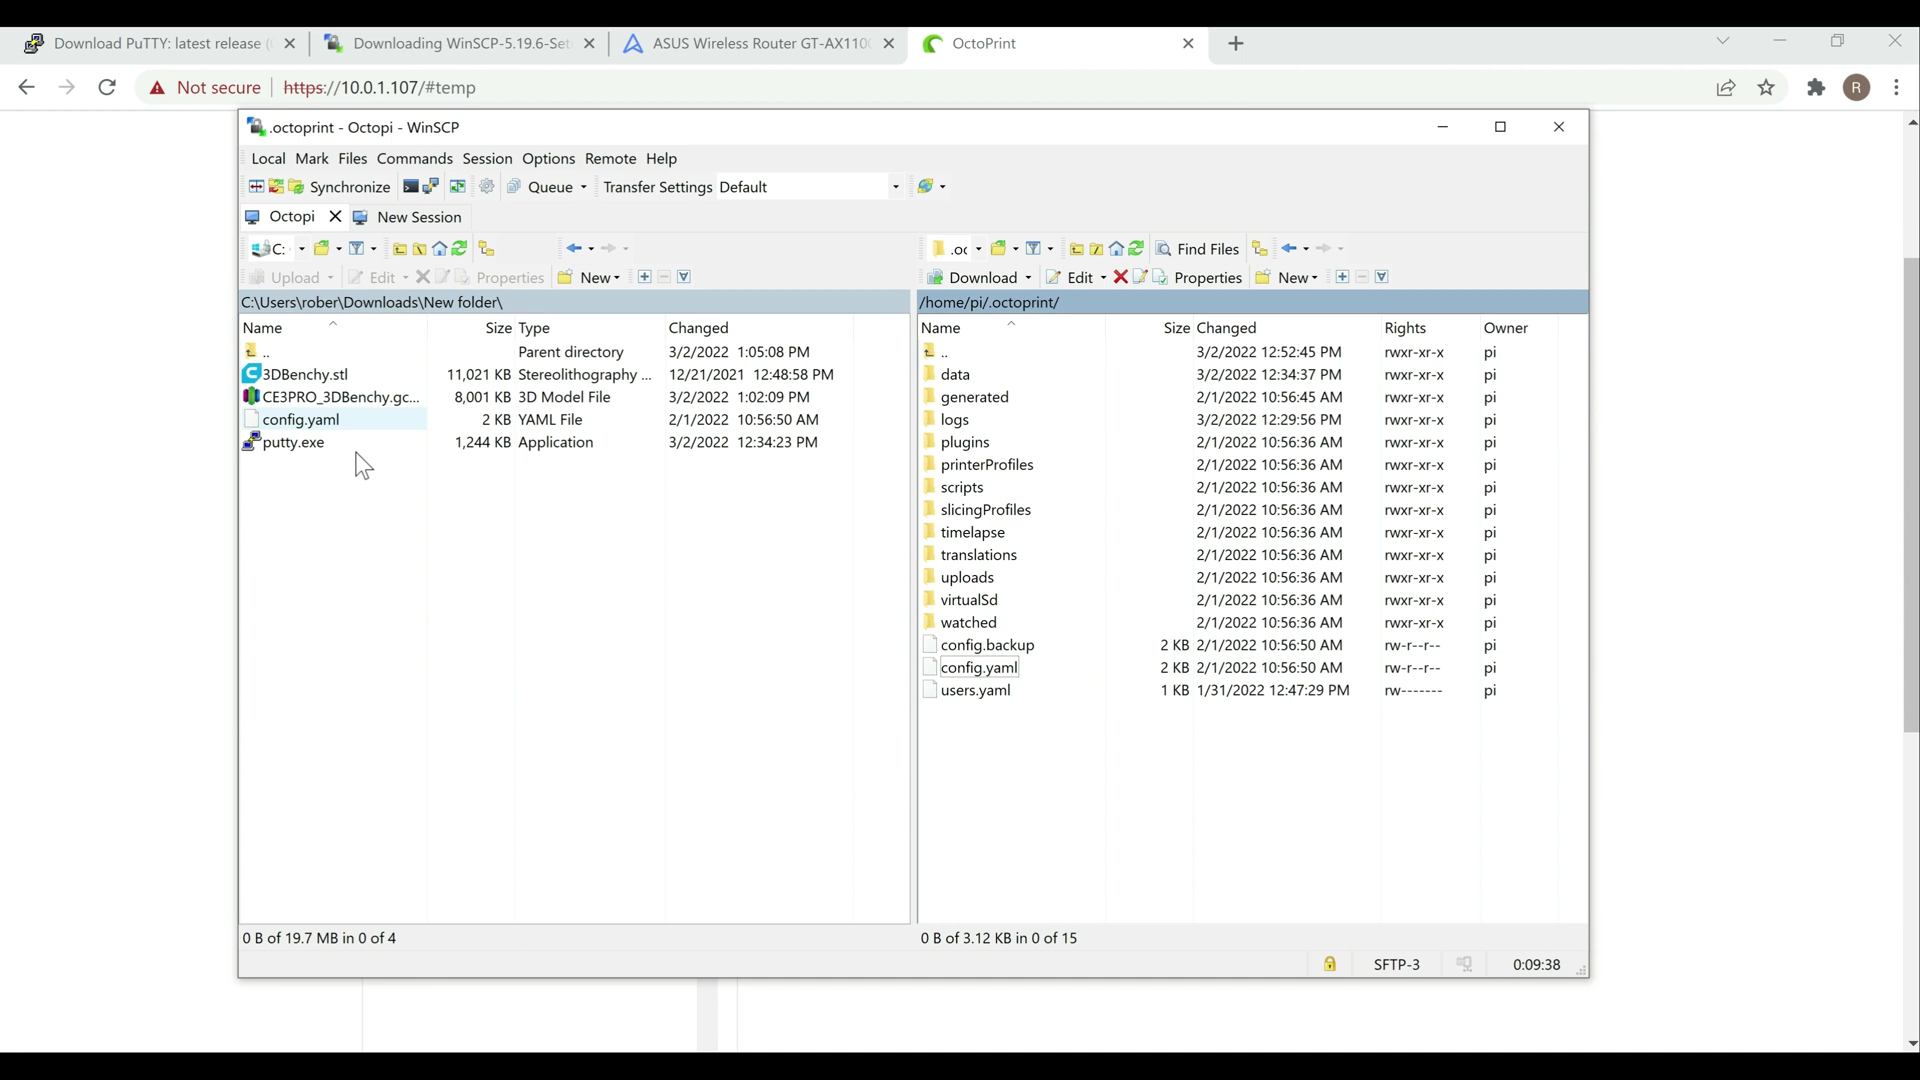 Download PuTTY: latest release (
Downloading WinSCP-5.19.6-Set
ASUS Wireless Router GT-AX1100
OctoPrint
Not secure
https://10.0.1.107/#temp
R
.octoprint - Octopi - WinSCP
Local Mark Files Commands Session Options Remote Help
Synchronize Queue Transfer Settings Default
Octopi New Session
C: .oc Find Files
Upload Edit Properties New Download Edit Properties New
C:\Users\rober\Downloads\New folder\ /home/pi/.octoprint/
Name Size Type Changed
.. Parent directory 3/2/2022 1:05:08 PM
3DBenchy.stl 11,021 KB Stereolithography ... 12/21/2021 12:48:58 PM
CE3PRO_3DBenchy.gc... 8,001 KB 3D Model File 3/2/2022 1:02:09 PM
config.yaml 2 KB YAML File 2/1/2022 10:56:50 AM
putty.exe 1,244 KB Application 3/2/2022 12:34:23 PM
Name Size Changed Rights Owner
.. 3/2/2022 12:52:45 PM rwxr-xr-x pi
data 3/2/2022 12:34:37 PM rwxr-xr-x pi
generated 2/1/2022 10:56:45 AM rwxr-xr-x pi
logs 3/2/2022 12:29:56 PM rwxr-xr-x pi
plugins 2/1/2022 10:56:36 AM rwxr-xr-x pi
printerProfiles 2/1/2022 10:56:36 AM rwxr-xr-x pi
scripts 2/1/2022 10:56:36 AM rwxr-xr-x pi
slicingProfiles 2/1/2022 10:56:36 AM rwxr-xr-x pi
timelapse 2/1/2022 10:56:36 AM rwxr-xr-x pi
translations 2/1/2022 10:56:36 AM rwxr-xr-x pi
uploads 2/1/2022 10:56:36 AM rwxr-xr-x pi
virtualSd 2/1/2022 10:56:36 AM rwxr-xr-x pi
watched 2/1/2022 10:56:36 AM rwxr-xr-x pi
config.backup 2 KB 2/1/2022 10:56:50 AM rw-r--r-- pi
config.yaml 2 KB 2/1/2022 10:56:50 AM rw-r--r-- pi
users.yaml 1 KB 1/31/2022 12:47:29 PM rw------- pi
0 B of 19.7 MB in 0 of 4 0 B of 3.12 KB in 0 of 15
SFTP-3 0:09:38